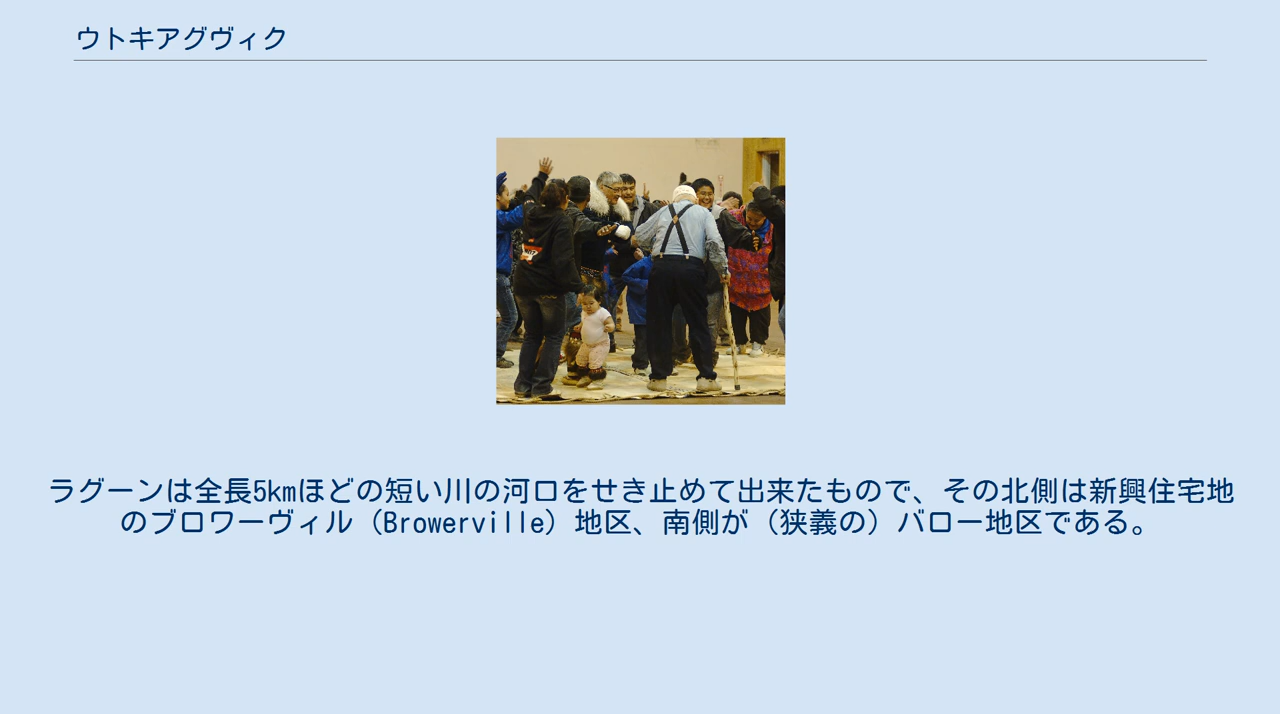 ウトキアグヴィク
ラグーンは全長5kmほどの短い川の河口をせき止めて出来たもので、その北側は新興住宅地
のブロワーヴィル（Browerville）地区、南側が（狭義の）バロー地区である。